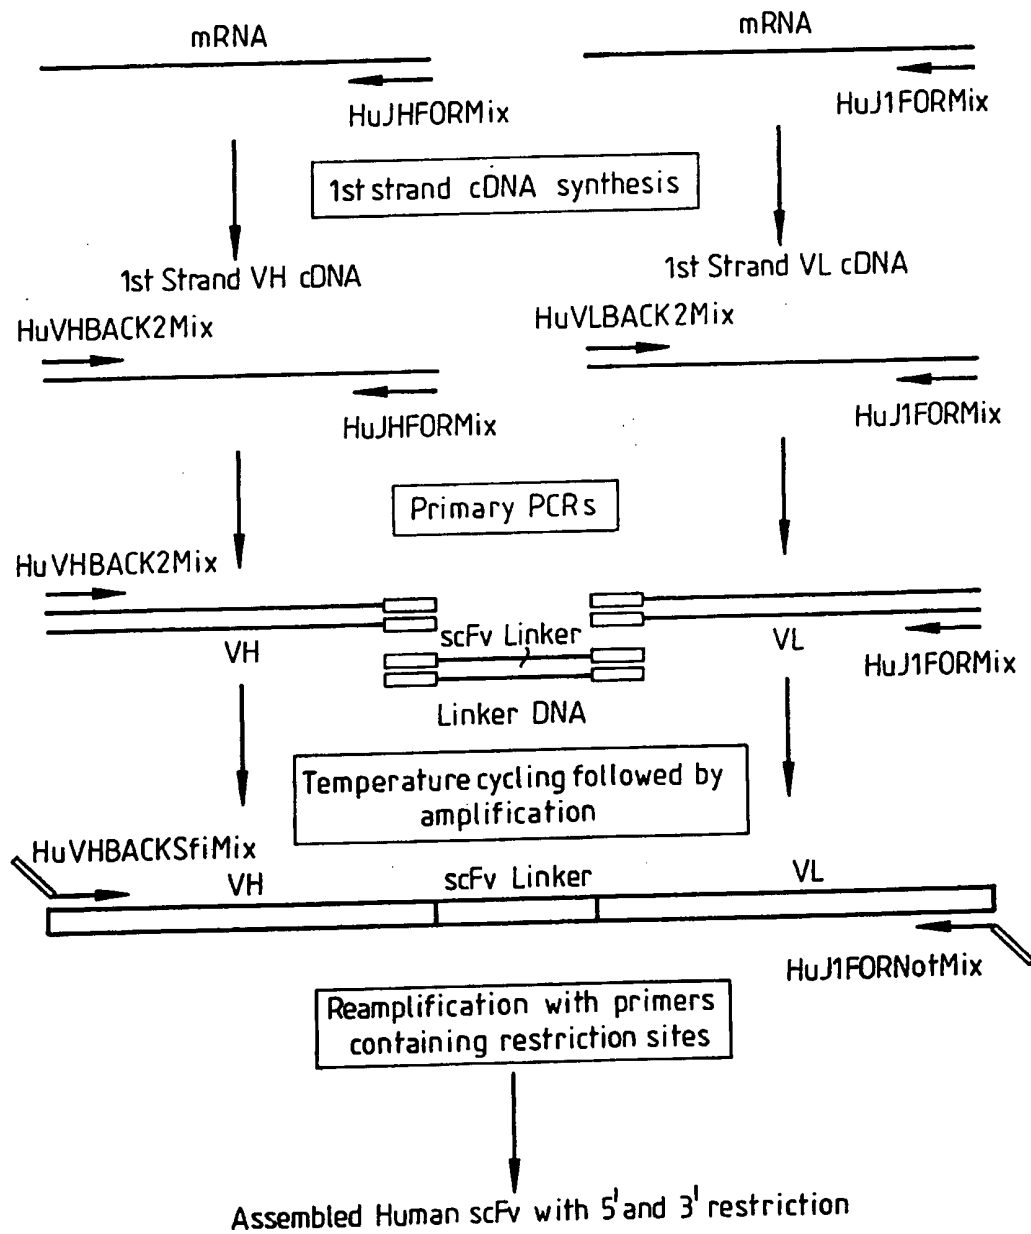 mRNA
mRNA
HuJHFORMix
HuJ1FORMix
1st strand cDNA synthesis
1st Strand VH cDNA
1st Strand VL cDNA
HuVHBACK2Mix
HuVLBACK2Mix
HuJHFORMix
HuJ1FORMix
Primary PCRs
HuVHBACK2Mix
VH
scFv Linker
VL
HuJ1FORMix
Linker DNA
Temperature cycling followed by
amplification
HuVHBACKSfiMix
VH
scFv Linker
VL
HuJ1FORNotMix
Reamplification with primers
containing restriction sites
Assembled Human scFv with 5' and 3' restriction